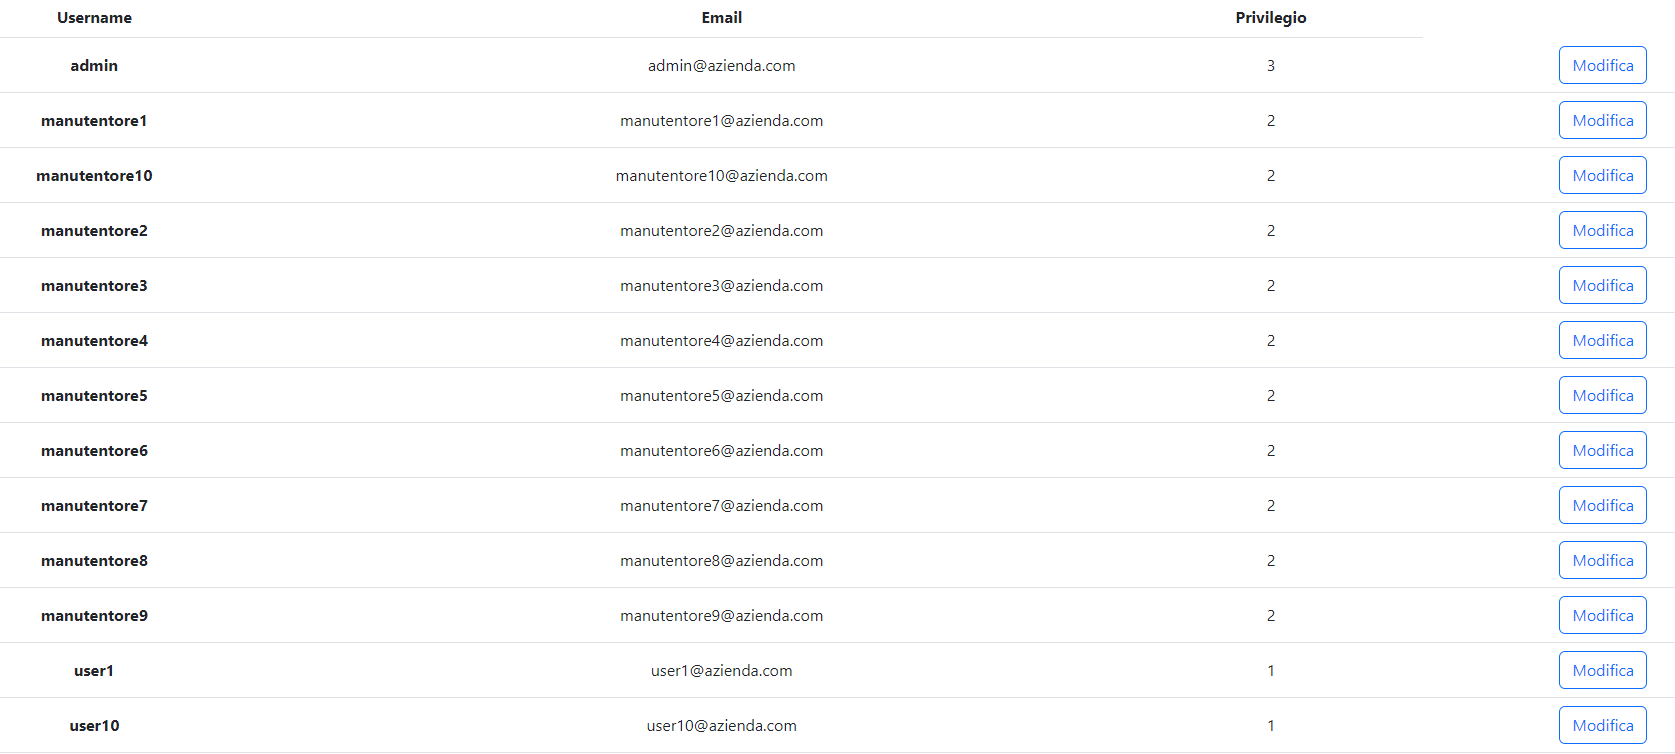 Username Email Privilegio
admin admin@azienda.com 3 Modifica
manutentore1 manutentore1@azienda.com 2 Modifica
manutentore10 manutentore10@azienda.com 2 Modifica
manutentore2 manutentore2@azienda.com 2 Modifica
manutentore3 manutentore3@azienda.com 2 Modifica
manutentore4 manutentore4@azienda.com 2 Modifica
manutentore5 manutentore5@azienda.com 2 Modifica
manutentore6 manutentore6@azienda.com 2 Modifica
manutentore7 manutentore7@azienda.com 2 Modifica
manutentore8 manutentore8@azienda.com 2 Modifica
manutentore9 manutentore9@azienda.com 2 Modifica
user1 user1@azienda.com 1 Modifica
user10 user10@azienda.com 1 Modifica